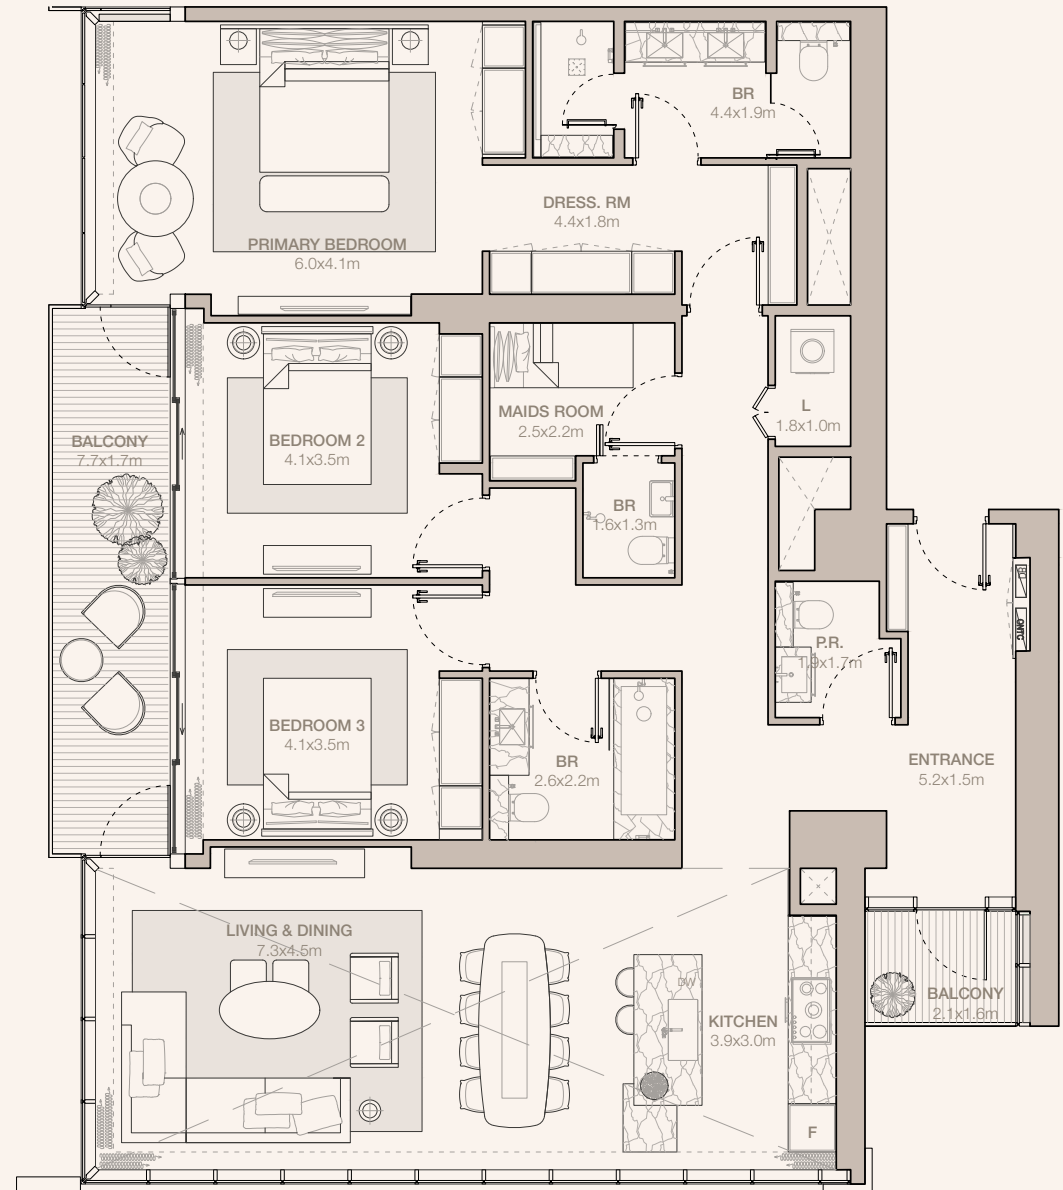 BR
4.4x1.9m
DRESS. RM
4.4x1.8m
PRIMARY BEDROOM
6.0x4.1m
MAIDS ROOM
2.5x2.2m
L
1.8x1.0m
BALCONY
7.7x1.7m
BEDROOM 2
4.1x3.5m
BR
1.6x1.3m
P.R.
1.9x1.7m
BEDROOM 3
4.1x3.5m
BR
2.6x2.2m
ENTRANCE
5.2x1.5m
LIVING & DINING
7.3x4.5m
DW
KITCHEN
3.9x3.0m
BALCONY
2.1x1.6m
F